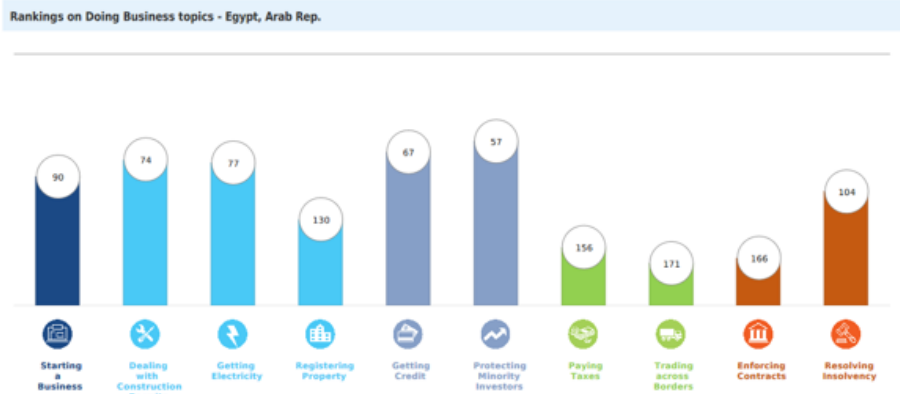 Rankings on Doing Business topics - Egypt, Arab Rep.
90
74
77
130
67
57
156
171
166
104
Starting
a
Business
Dealing
with
Construction
Getting
Electricity
Registering
Property
Getting
Credit
Protecting
Minority
Investors
Paying
Taxes
Trading
across
Borders
Enforcing
Contracts
Resolving
Insolvency